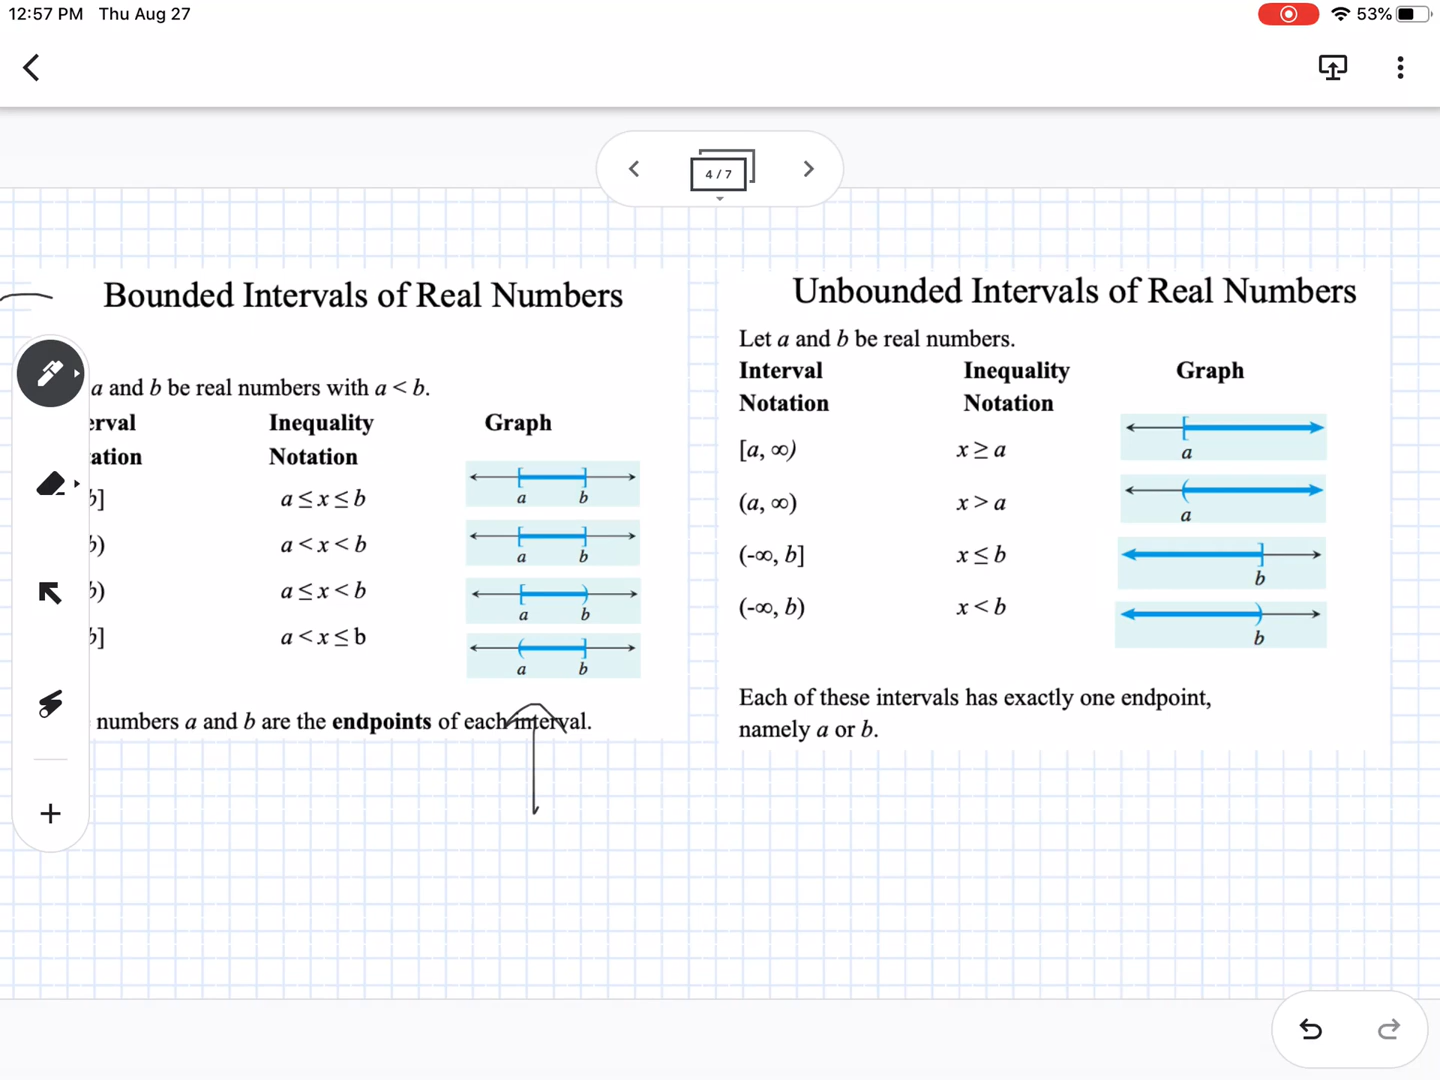 12:57 PM Thu Aug 27
53%
4 / 7
Bounded Intervals of Real Numbers
a and b be real numbers with a < b.
erval Inequality Graph
ation Notation
b] a ≤ x ≤ b
a b
b) a < x < b
a b
b) a ≤ x < b
a b
b] a < x ≤ b
a b
numbers a and b are the endpoints of each interval.
Unbounded Intervals of Real Numbers
Let a and b be real numbers.
Interval Inequality Graph
Notation Notation
[a, ∞) x ≥ a
a
(a, ∞) x > a
a
(-∞, b] x ≤ b
b
(-∞, b) x < b
b
Each of these intervals has exactly one endpoint,
namely a or b.